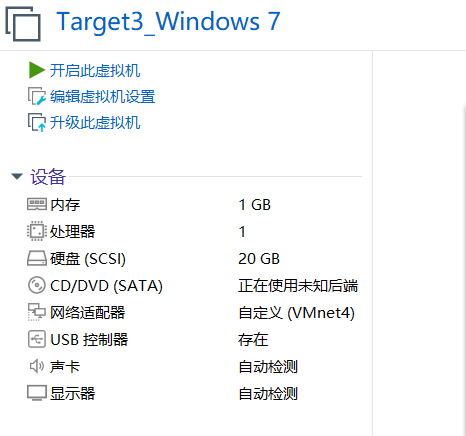 Target3_Windows 7
开启此虚拟机
编辑虚拟机设置
升级此虚拟机
设备
内存 1 GB
处理器 1
硬盘 (SCSI) 20 GB
CD/DVD (SATA) 正在使用未知后端
网络适配器 自定义 (VMnet4)
USB 控制器 存在
声卡 自动检测
显示器 自动检测